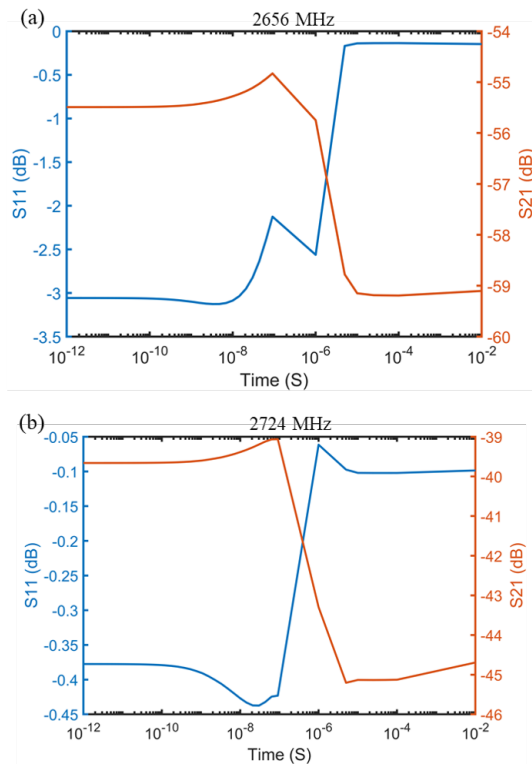 (a) 2656 MHz
0 -54
-0.5 -55
-1 -56
-1.5 -57
-2 -58
-2.5 -59
-3 -60
-3.5
S11 (dB)
S21 (dB)
10^-12 10^-10 10^-8 10^-6 10^-4 10^-2
Time (S)
(b) 2724 MHz
-0.05 -39
-0.1 -40
-0.15 -41
-0.2 -42
-0.25 -43
-0.3 -44
-0.35 -45
-0.4 -46
-0.45
S11 (dB)
S21 (dB)
10^-12 10^-10 10^-8 10^-6 10^-4 10^-2
Time (S)